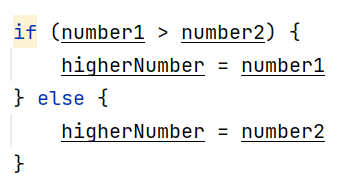 if (number1 > number2) {
    higherNumber = number1
} else {
    higherNumber = number2
}